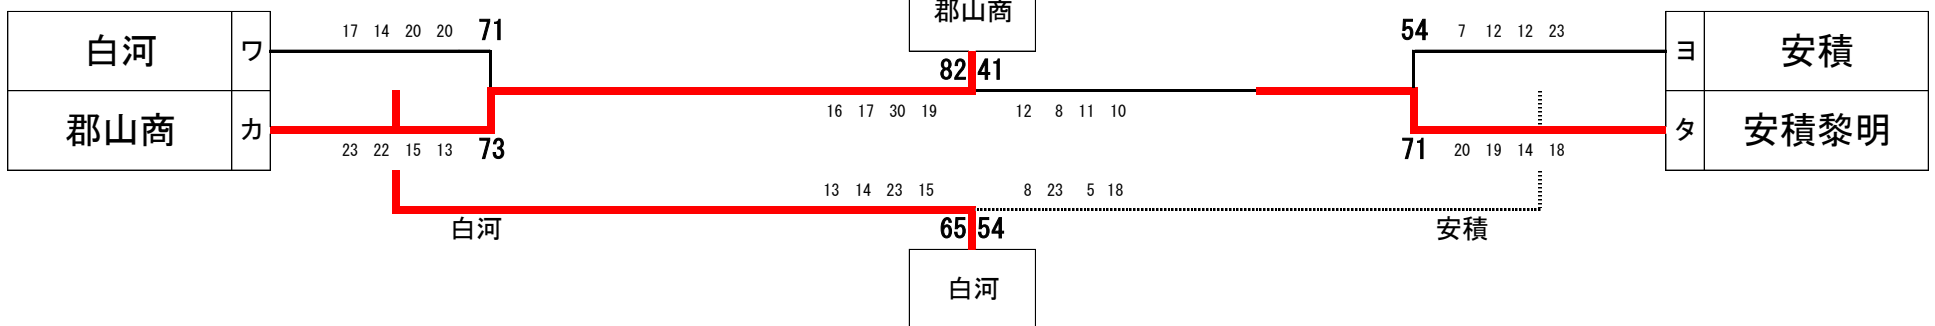 郡山商
17 14 20 20 71
54 7 12 12 23
白河 ワ
ヨ 安積
82 41
16 17 30 19
12 8 11 10
郡山商 カ
タ 安積黎明
23 22 15 13 73
71 20 19 14 18
13 14 23 15
8 23 5 18
白河
65 54
安積
白河